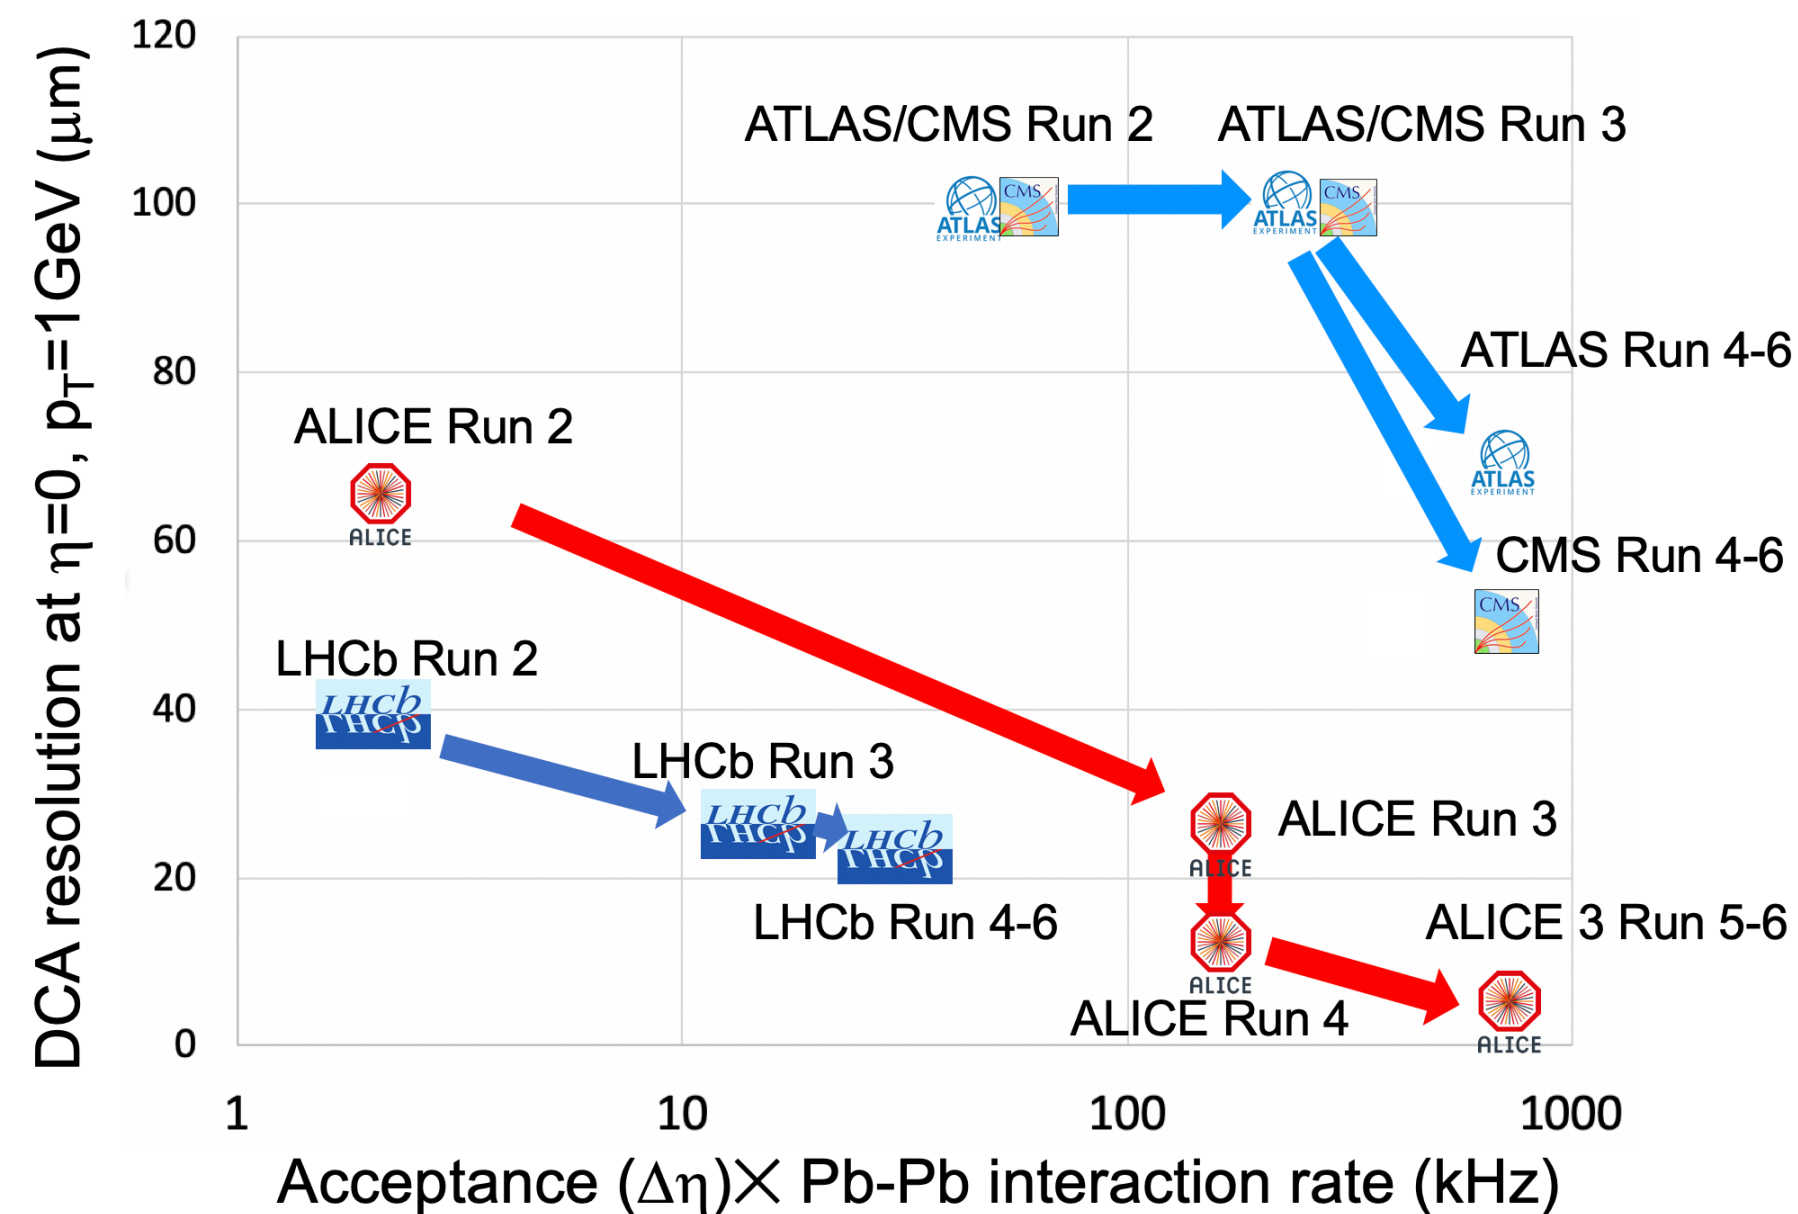 120
ATLAS/CMS Run 2
ATLAS/CMS Run 3
100
ATLAS
EXPERIMENT
CMS
ATLAS
EXPERIMENT
CMS
80
ATLAS Run 4-6
ALICE Run 2
ALICE
ATLAS
EXPERIMENT
60
CMS Run 4-6
CMS
LHCb Run 2
LHCb
40
LHCb Run 3
LHCb
LHCb
ALICE Run 3
ALICE
20
LHCb Run 4-6
ALICE 3 Run 5-6
ALICE
ALICE Run 4
ALICE
0
1
10
100
1000
DCA resolution at η=0, pT=1GeV (μm)
Acceptance (Δη)× Pb-Pb interaction rate (kHz)